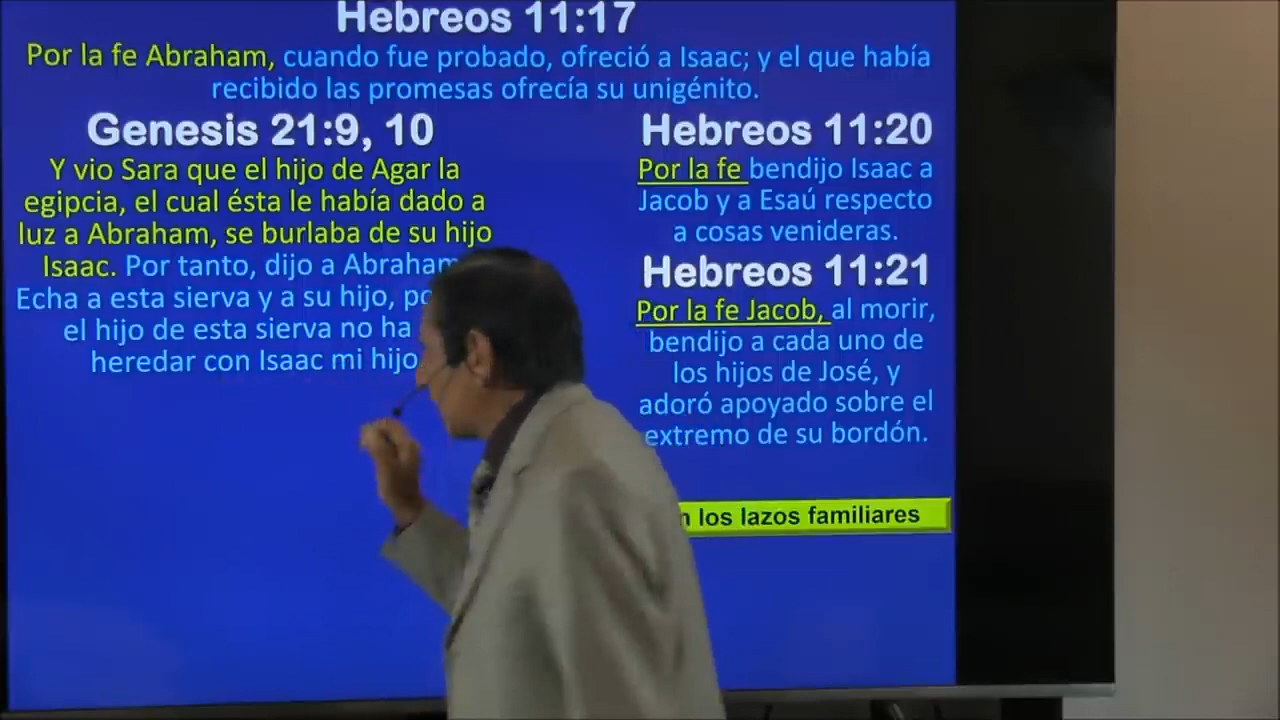 Hebreos 11:17
Por la fe Abraham, cuando fue probado, ofreció a Isaac; y el que había
recibido las promesas ofrecía su unigénito.
Genesis 21:9, 10
Y vio Sara que el hijo de Agar la
egipcia, el cual ésta le había dado a
luz a Abraham, se burlaba de su hijo
Isaac. Por tanto, dijo a Abraham
Echa a esta sierva y a su hijo,
el hijo de esta sierva no ha
heredar con Isaac mi hijo
Hebreos 11:20
Por la fe bendijo Isaac a
Jacob y a Esaú respecto
a cosas venideras.
Hebreos 11:21
Por la fe Jacob, al morir,
bendijo a cada uno de
los hijos de José, y
adoró apoyado sobre el
extremo de su bordón.
los lazos familiares